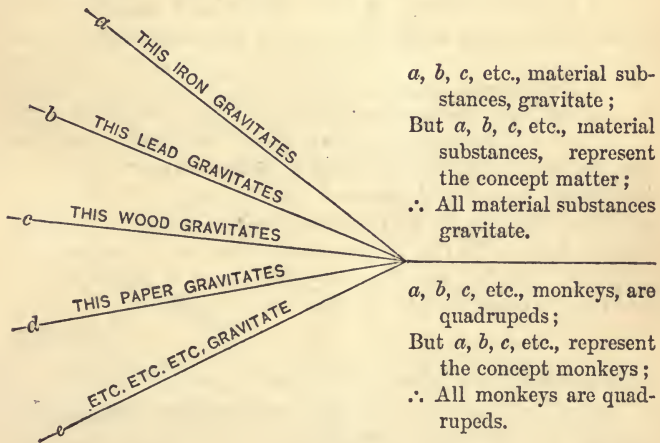 a
THIS IRON GRAVITATES
b
THIS LEAD GRAVITATES
c
THIS WOOD GRAVITATES
d
THIS PAPER GRAVITATES
e
ETC. ETC. ETC, GRAVITATE
a, b, c, etc., material sub-
stances, gravitate ;
But a, b, c, etc., material
substances, represent
the concept matter ;
∴ All material substances
gravitate.
a, b, c, etc., monkeys, are
quadrupeds ;
But a, b, c, etc., represent
the concept monkeys ;
∴ All monkeys are quad-
rupeds.